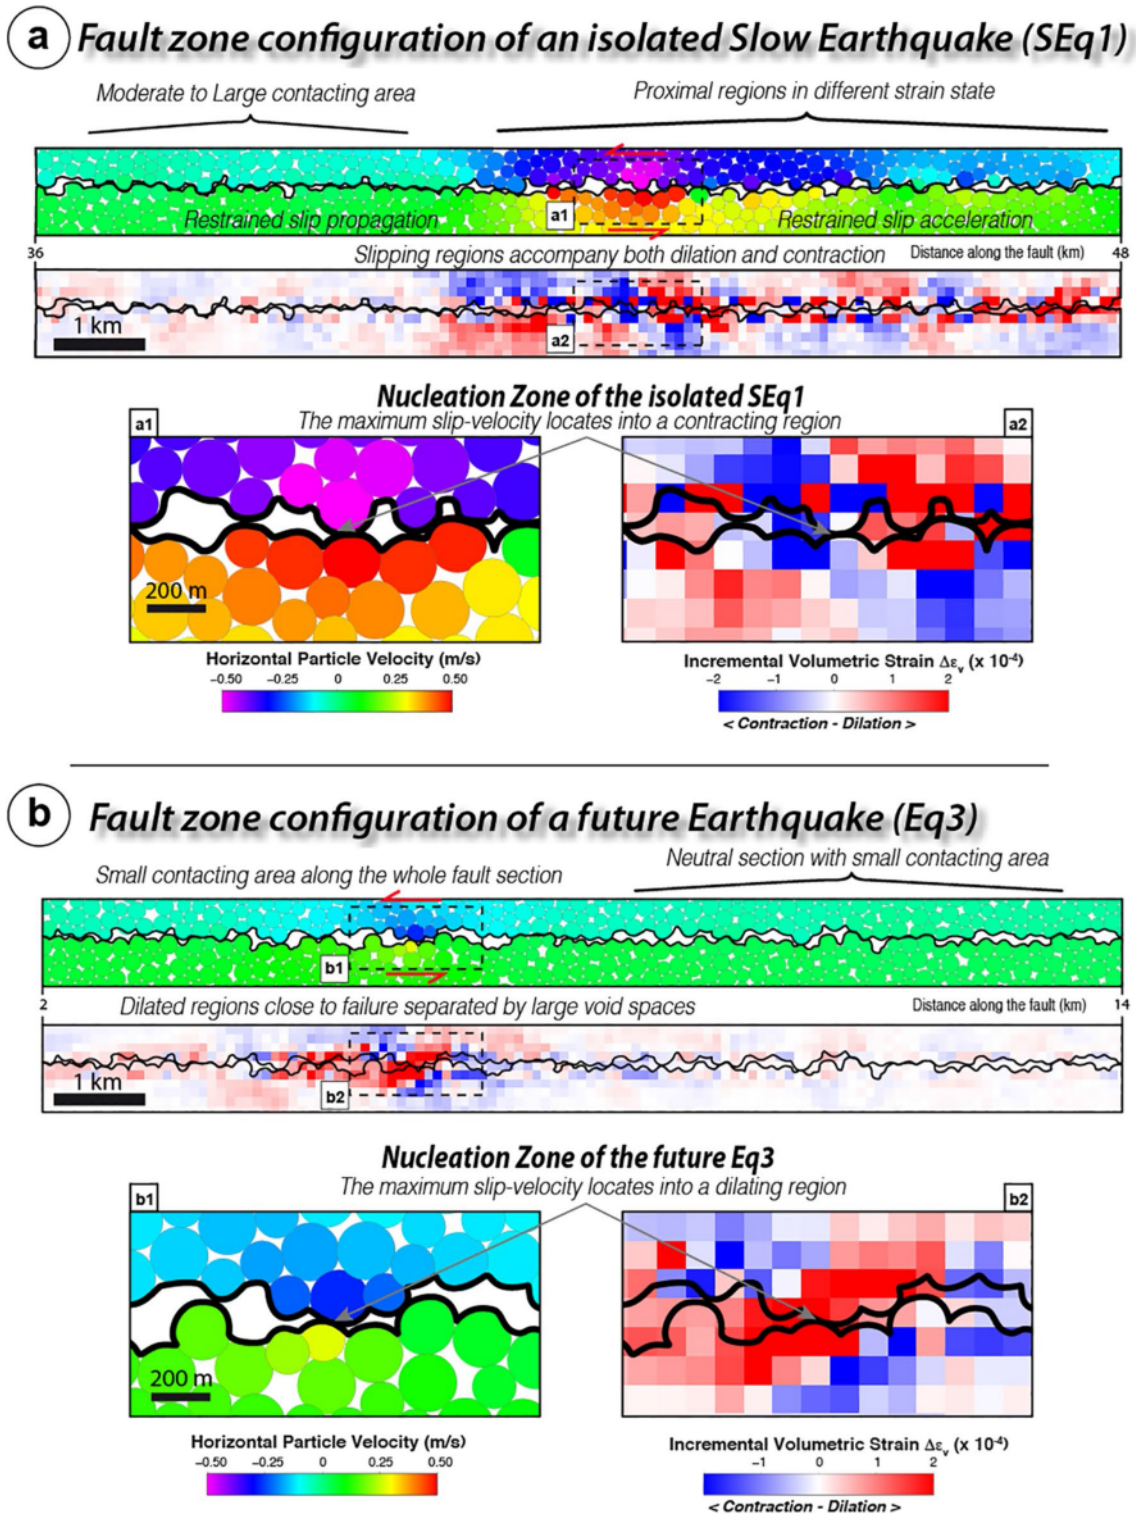 a Fault zone configuration of an isolated Slow Earthquake (SEq1)
Moderate to Large contacting area
Proximal regions in different strain state
a1
Restrained slip propagation
Restrained slip acceleration
36
Slipping regions accompany both dilation and contraction
Distance along the fault (km)
48
1 km
a2
Nucleation Zone of the isolated SEq1
a1
The maximum slip-velocity locates into a contracting region
a2
200 m
Horizontal Particle Velocity (m/s)
−0.50 −0.25 0 0.25 0.50
Incremental Volumetric Strain Δεv (x 10-4)
−2 −1 0 1 2
< Contraction - Dilation >
b Fault zone configuration of a future Earthquake (Eq3)
Small contacting area along the whole fault section
Neutral section with small contacting area
b1
2
Dilated regions close to failure separated by large void spaces
Distance along the fault (km)
14
1 km
b2
Nucleation Zone of the future Eq3
b1
The maximum slip-velocity locates into a dilating region
b2
200 m
Horizontal Particle Velocity (m/s)
−0.50 −0.25 0 0.25 0.50
Incremental Volumetric Strain Δεv (x 10-4)
−1 0 1 2
< Contraction - Dilation >